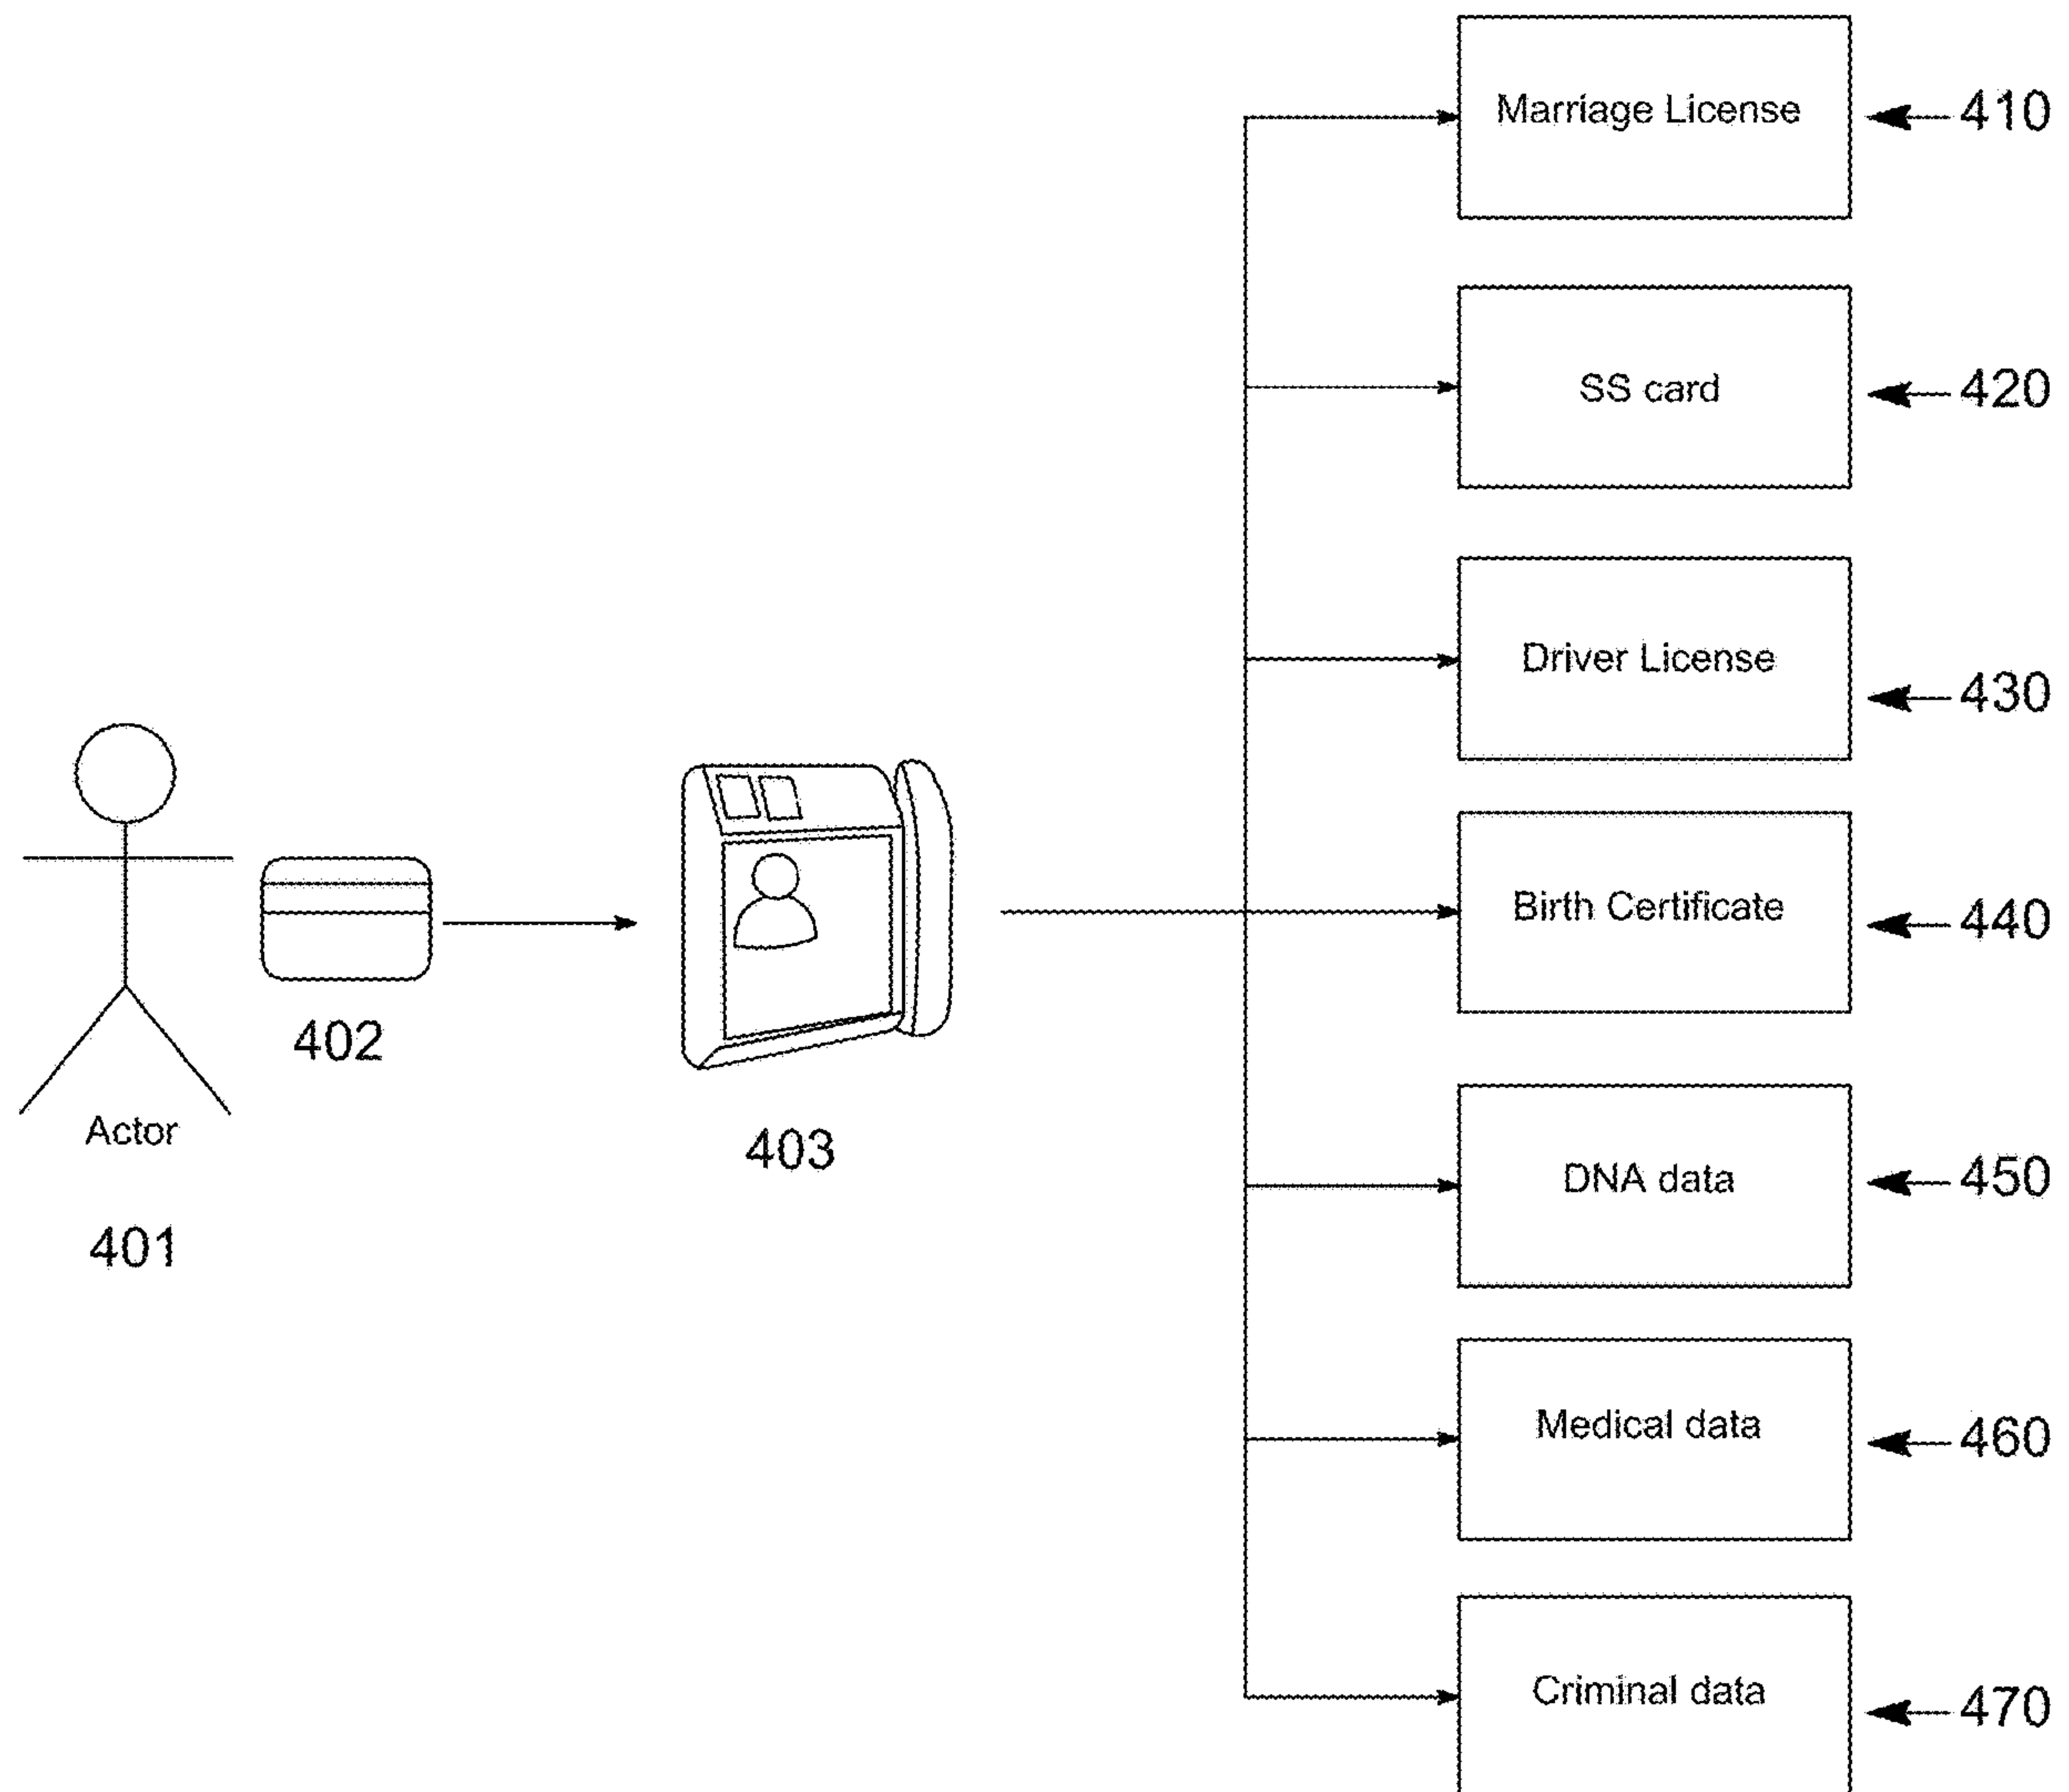 Marriage License
410
SS card
420
Driver License
430
Birth Certificate
440
402
Actor
403
DNA data
450
401
Medical data
460
Criminal data
470